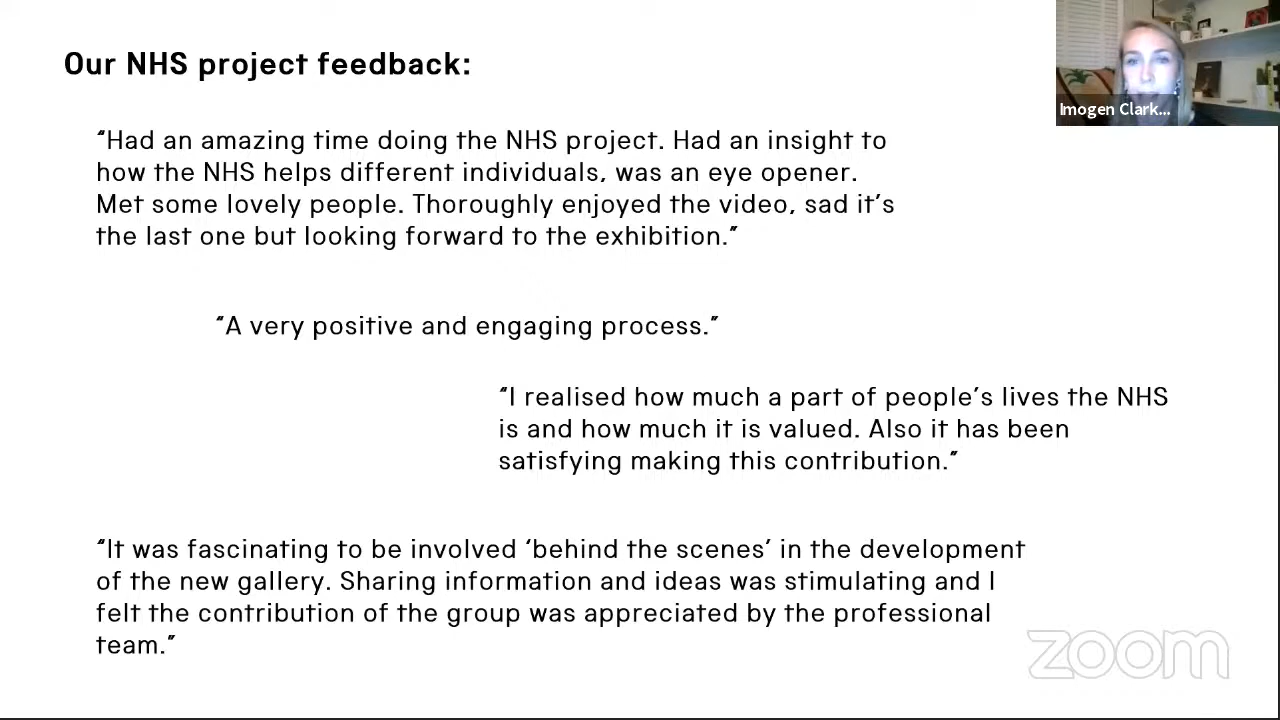 Our NHS project feedback:
Imogen Clark...
“Had an amazing time doing the NHS project. Had an insight to
how the NHS helps different individuals, was an eye opener.
Met some lovely people. Thoroughly enjoyed the video, sad it’s
the last one but looking forward to the exhibition.”
“A very positive and engaging process.”
“I realised how much a part of people’s lives the NHS
is and how much it is valued. Also it has been
satisfying making this contribution.”
“It was fascinating to be involved ‘behind the scenes’ in the development
of the new gallery. Sharing information and ideas was stimulating and I
felt the contribution of the group was appreciated by the professional
team.”
zoom